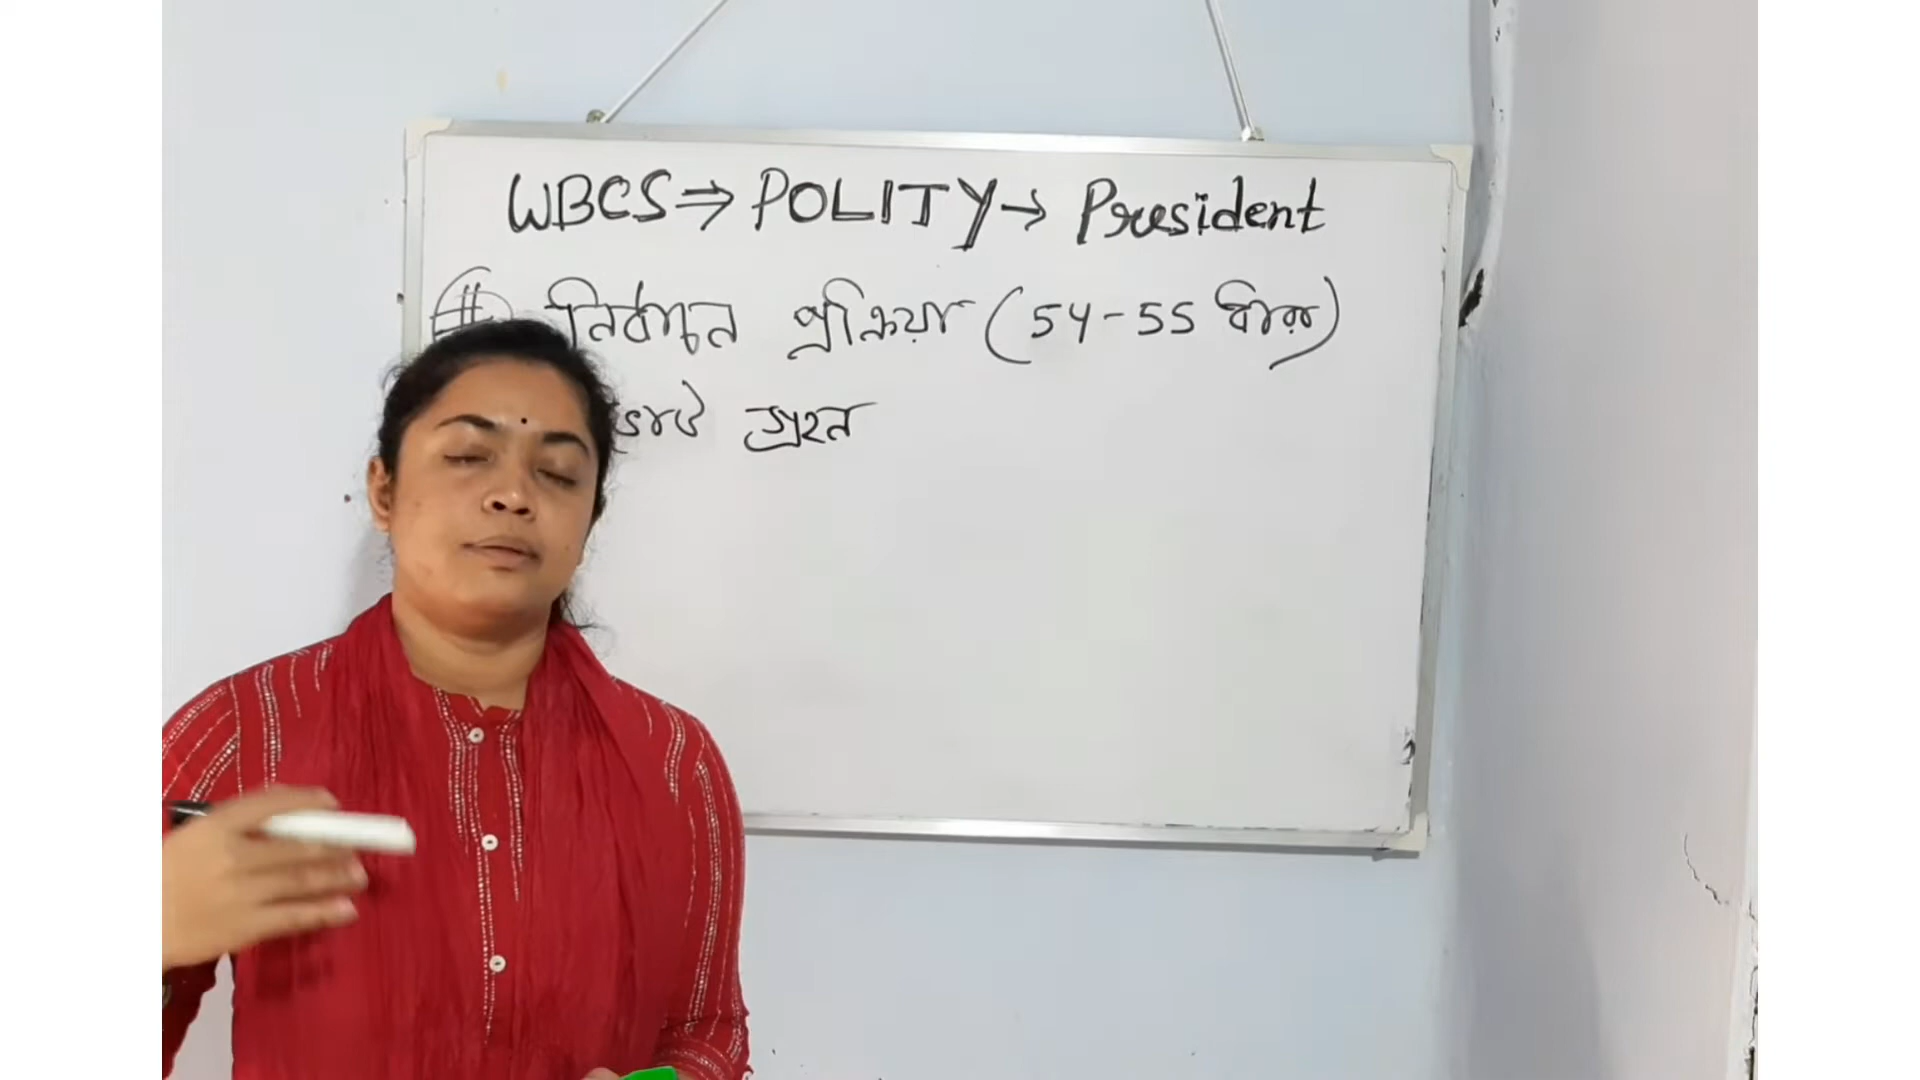 WBCS ⇒ POLITY → President
# নির্বাচন প্রক্রিয়া (54-55 ধারা)
গ্রহন